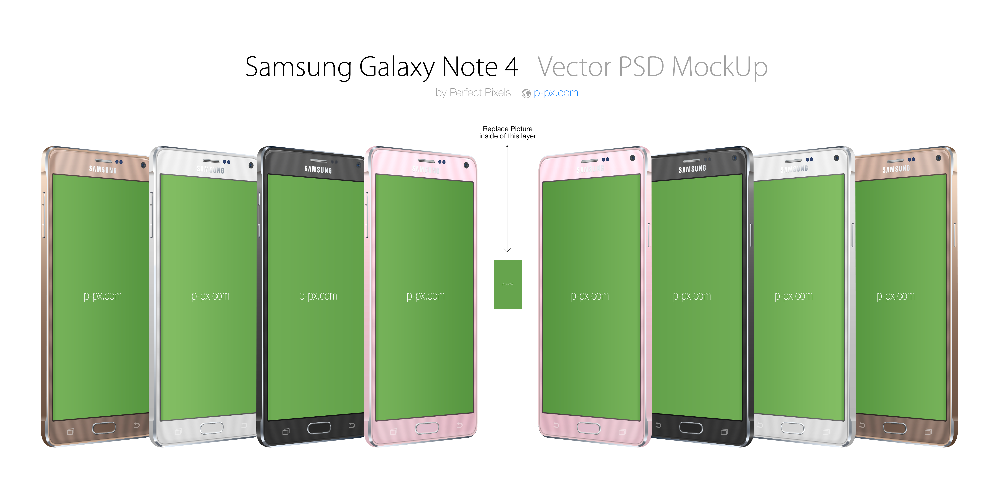 Samsung Galaxy Note 4 Vector PSD MockUp
by Perfect Pixels p-px.com
Replace Picture
inside of this layer
SAMSUNG
SAMSUNG
SAMSUNG
SAMSUNG
SAMSUNG
SAMSUNG
SAMSUNG
SAMSUNG
p-px.com
p-px.com
p-px.com
p-px.com
p-px.com
p-px.com
p-px.com
p-px.com
p-px.com